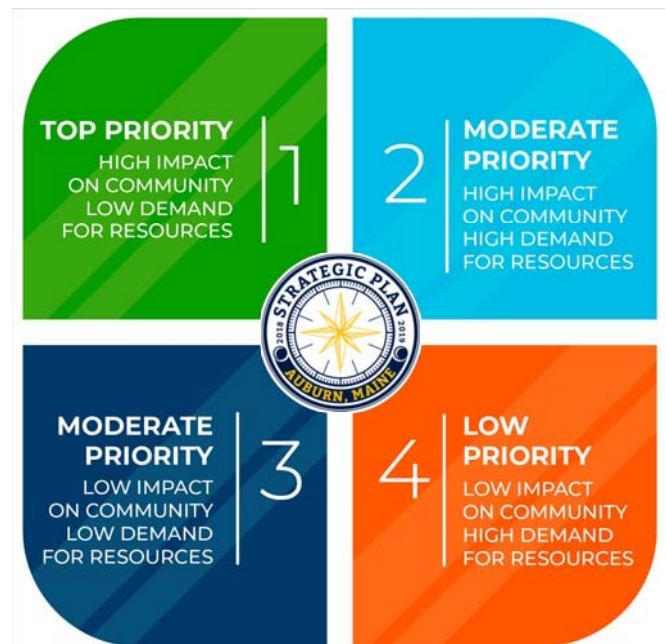 TOP PRIORITY
HIGH IMPACT
ON COMMUNITY
LOW DEMAND
FOR RESOURCES
1
2
MODERATE
PRIORITY
HIGH IMPACT
ON COMMUNITY
HIGH DEMAND
FOR RESOURCES
STRATEGIC PLAN
2018
2019
AUBURN, MAINE
MODERATE
PRIORITY
LOW IMPACT
ON COMMUNITY
LOW DEMAND
FOR RESOURCES
3
4
LOW
PRIORITY
LOW IMPACT
ON COMMUNITY
HIGH DEMAND
FOR RESOURCES